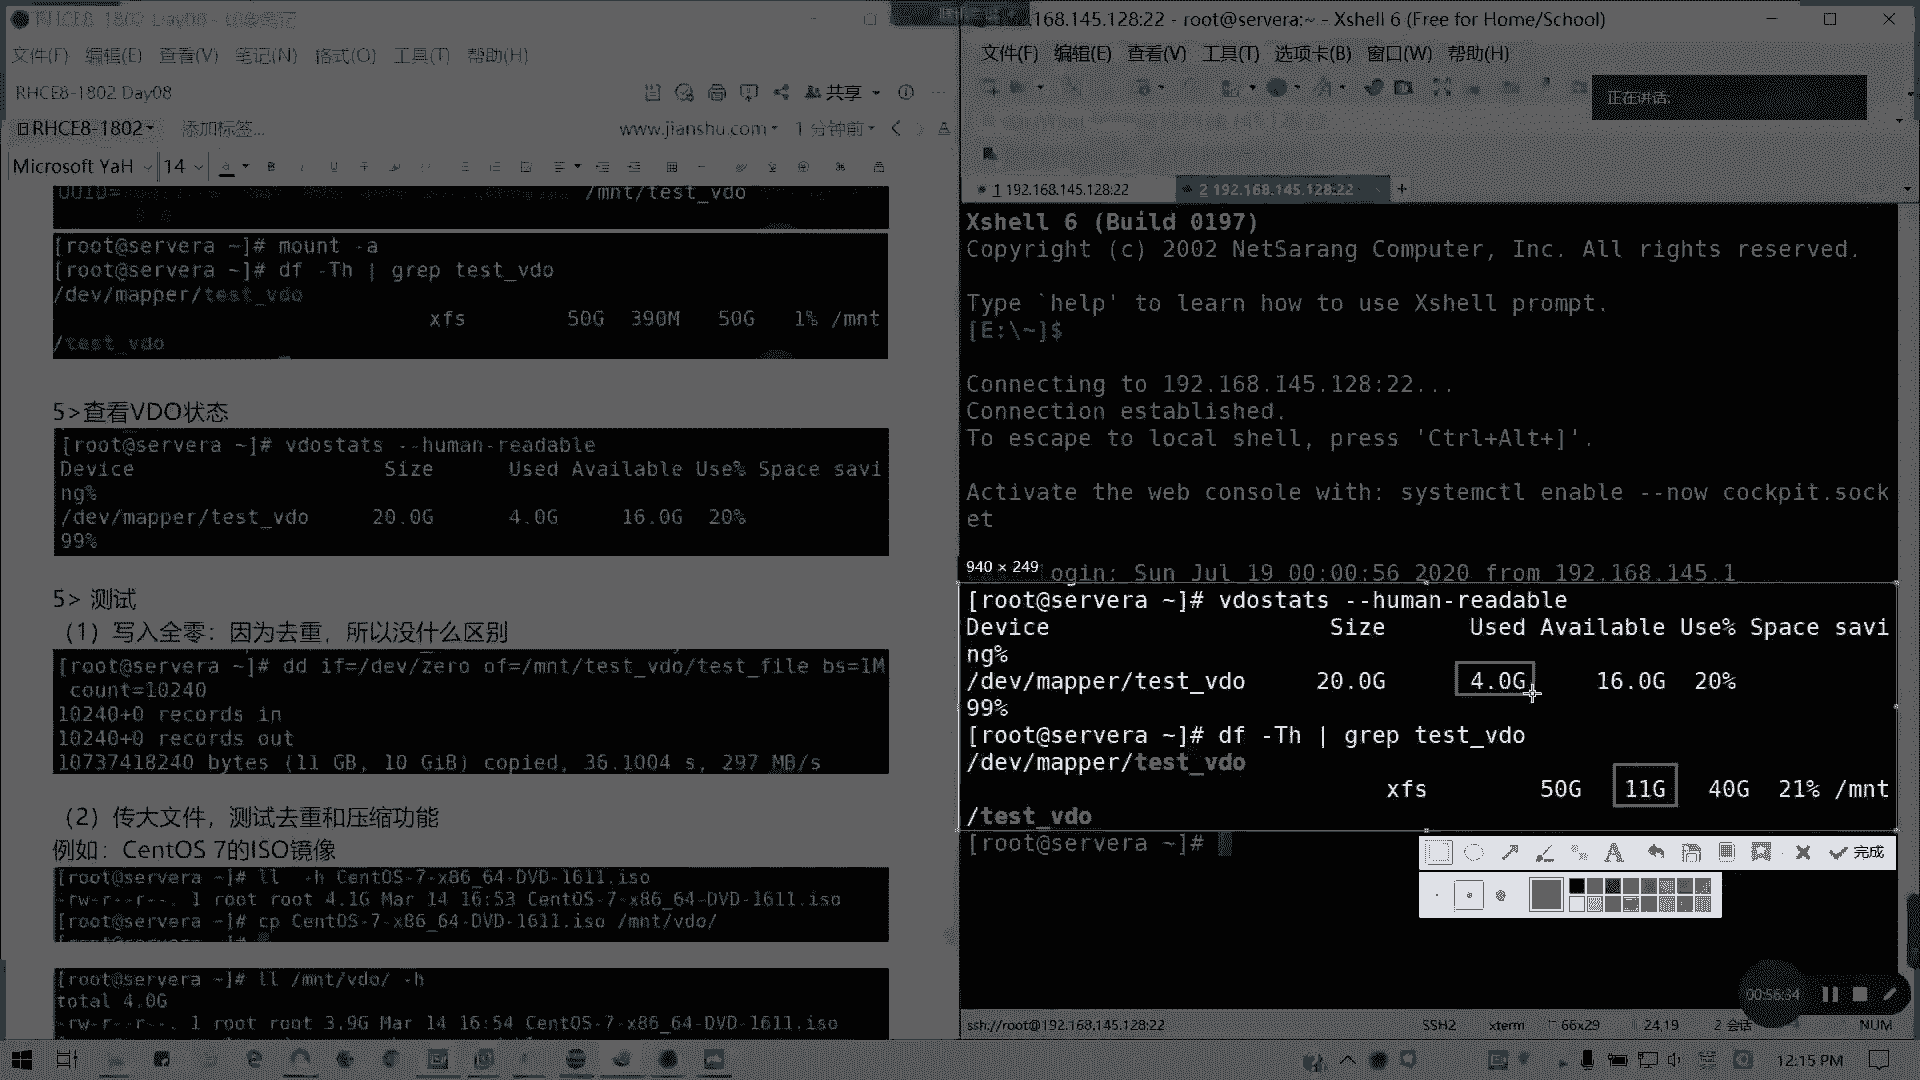 文件(F) 编辑(E) 查看(V) 笔记(N) 格式(O) 工具(T) 帮助(H)
RHCE8-1802 Day08
共享
RHCE8-1802
添加标签...
www.jianshu.com
1 分钟前
Microsoft YaH
14
UUID=
/mnt/test_vdo
[root@servera ~]# mount -a
[root@servera ~]# df -Th | grep test_vdo
/dev/mapper/test_vdo
xfs 50G 390M 50G 1% /mnt
/test_vdo
5>查看VDO状态
[root@servera ~]# vdostats --human-readable
Device Size Used Available Use% Space savi
ng%
/dev/mapper/test_vdo 20.0G 4.0G 16.0G 20%
99%
5> 测试
（1）写入全零：因为去重，所以没什么区别
[root@servera ~]# dd if=/dev/zero of=/mnt/test_vdo/test_file bs=1M
count=10240
10240+0 records in
10240+0 records out
10737418240 bytes (11 GB, 10 GiB) copied, 36.1004 s, 297 MB/s
（2）传大文件，测试去重和压缩功能
例如：CentOS 7的ISO镜像
[root@servera ~]# ll -h CentOS-7-x86_64-DVD-1611.iso
-rw-r--r--. 1 root root 4.1G Mar 14 16:53 CentOS-7-x86_64-DVD-1611.iso
[root@servera ~]# cp CentOS-7-x86_64-DVD-1611.iso /mnt/vdo/
[root@servera ~]# ll /mnt/vdo/ -h
total 4.0G
-rw-r--r--. 1 root root 3.9G Mar 14 16:54 CentOS-7-x86_64-DVD-1611.iso
168.145.128:22 - root@servera:~ - Xshell 6 (Free for Home/School)
文件(F) 编辑(E) 查看(V) 工具(T) 选项卡(B) 窗口(W) 帮助(H)
正在讲话:
1 192.168.145.128:22
2 192.168.145.128:22
Xshell 6 (Build 0197)
Copyright (c) 2002 NetSarang Computer, Inc. All rights reserved.
Type `help' to learn how to use Xshell prompt.
[E:\~]$
Connecting to 192.168.145.128:22...
Connection established.
To escape to local shell, press 'Ctrl+Alt+]'.
Activate the web console with: systemctl enable --now cockpit.sock
et
940 × 249
ogin: Sun Jul 19 00:00:56 2020 from 192.168.145.1
[root@servera ~]# vdostats --human-readable
Device Size Used Available Use% Space savi
ng%
/dev/mapper/test_vdo 20.0G 4.0G 16.0G 20%
99%
[root@servera ~]# df -Th | grep test_vdo
/dev/mapper/test_vdo
xfs 50G 11G 40G 21% /mnt
/test_vdo
[root@servera ~]#
完成
00:56:34
ssh://root@192.168.145.128:22
SSH2 xterm 66x29 24,19 2 会话 NUM
12:15 PM